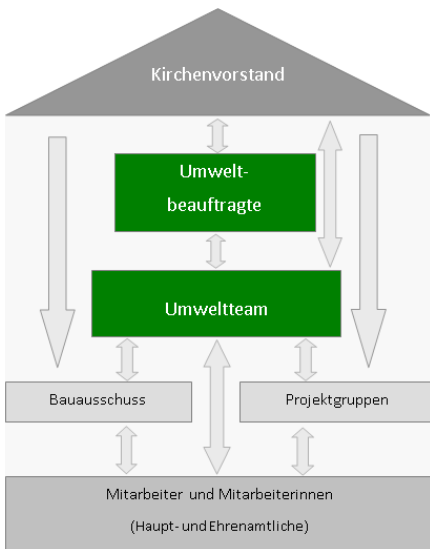 Kirchenvorstand
Umwelt-
beauftragte
Umweltteam
Bauausschuss
Projektgruppen
Mitarbeiter und Mitarbeiterinnen
(Haupt- und Ehrenamtliche)